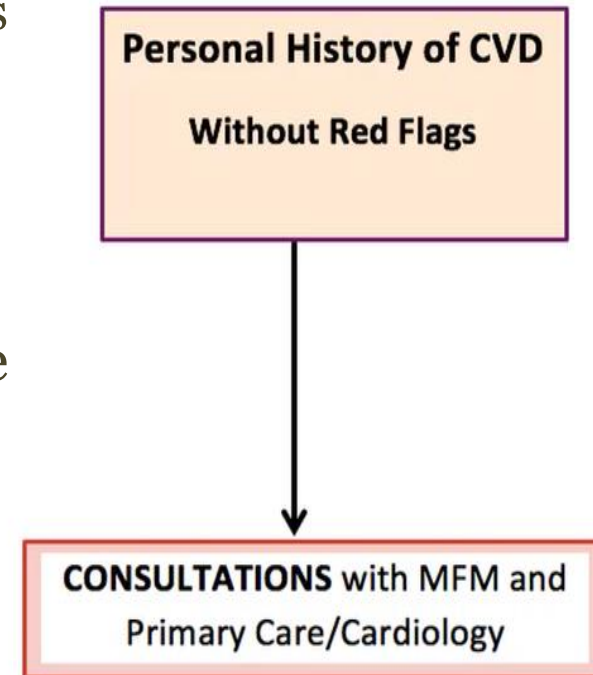 s
Personal History of CVD
Without Red Flags
e
CONSULTATIONS with MFM and
Primary Care/Cardiology